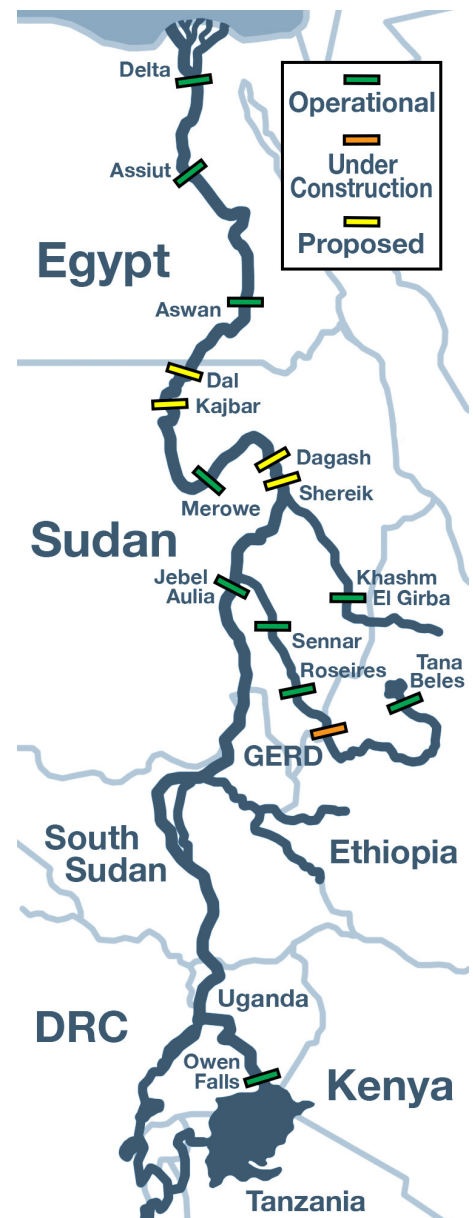 Delta
Operational
Under
Construction
Proposed
Assiut
Egypt
Aswan
Dal
Kajbar
Dagash
Shereik
Merowe
Sudan
Jebel
Aulia
Khashm
El Girba
Sennar
Roseires
Tana
Beles
GERD
South
Sudan
Ethiopia
Uganda
DRC
Owen
Falls
Kenya
Tanzania